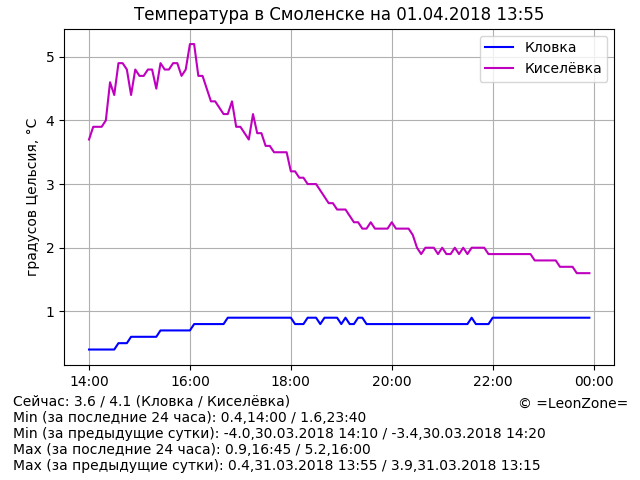 Температура в Смоленске на 01.04.2018 13:55
Кловка
Киселёвка
градусов Цельсия, °C
5
4
3
2
1
14:00 16:00 18:00 20:00 22:00 00:00
Сейчас: 3.6 / 4.1 (Кловка / Киселёвка)
© =LeonZone=
Min (за последние 24 часа): 0.4,14:00 / 1.6,23:40
Min (за предыдущие сутки): -4.0,30.03.2018 14:10 / -3.4,30.03.2018 14:20
Max (за последние 24 часа): 0.9,16:45 / 5.2,16:00
Max (за предыдущие сутки): 0.4,31.03.2018 13:55 / 3.9,31.03.2018 13:15